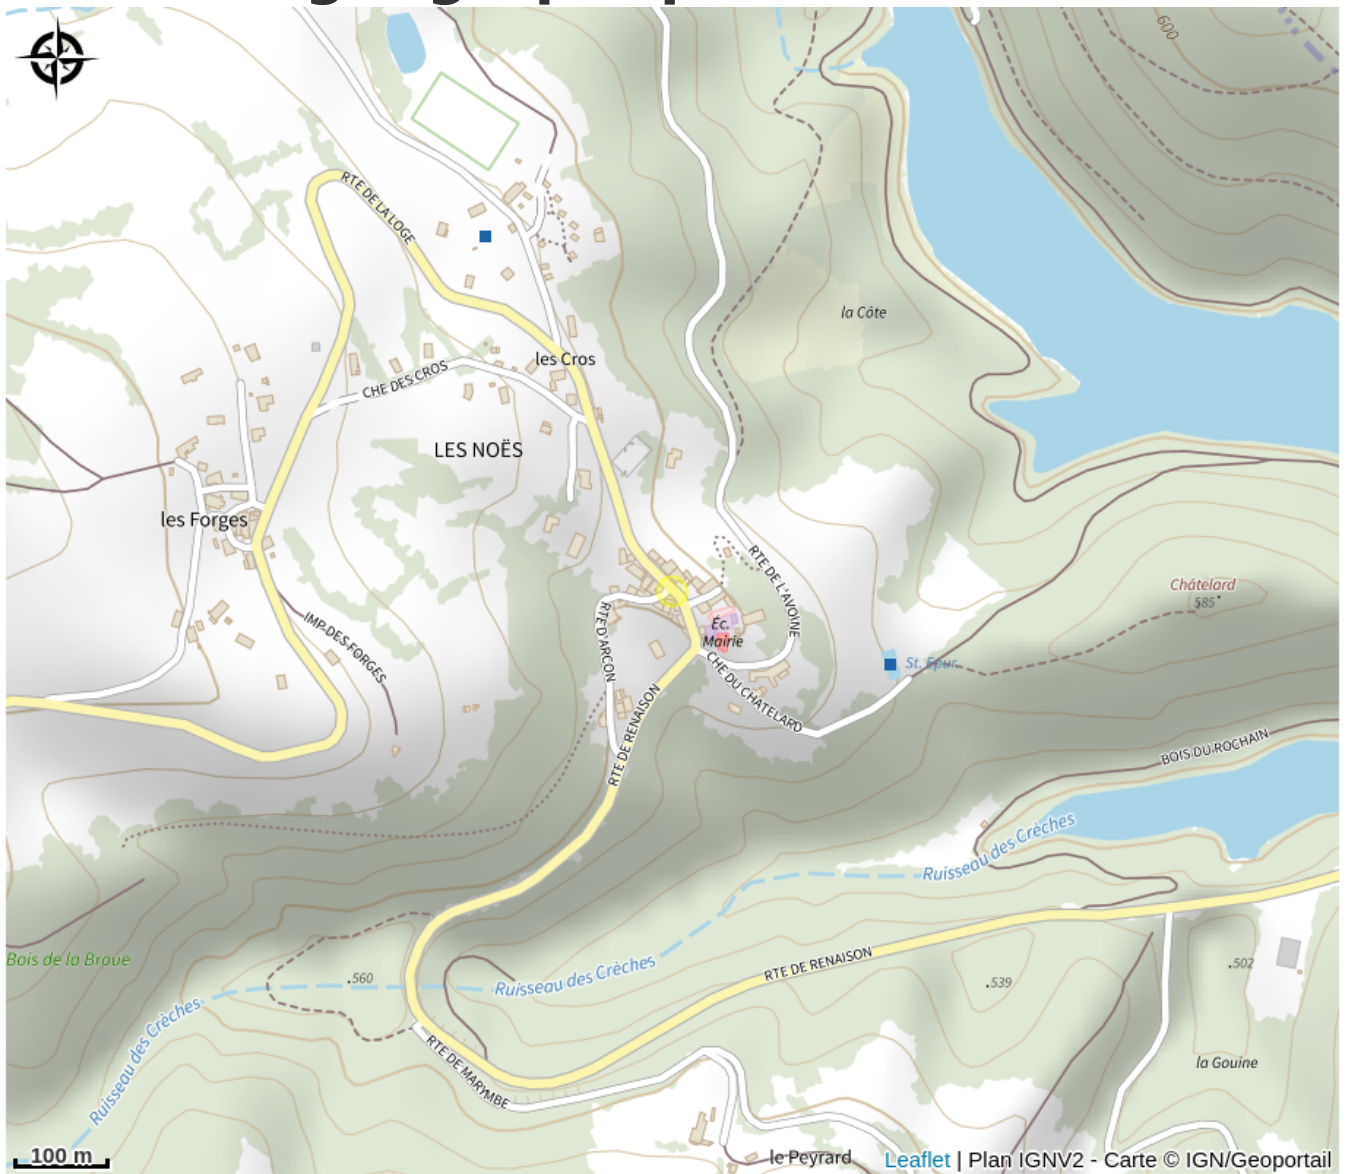 600
RTE DE LA LOGE
la Côte
les Cros
CHE DES CROS
LES NOËS
les Forges
RTE DE L'AVOINE
Châtelard
585
IMP DES FORGES
RTE D'ARCON
Éc.
Mairie
St. Épur.
CHE DU CHATELARD
RTE DE RENAISON
BOIS DU ROCHAIN
Ruisseau des Crèches
Bois de la Broue
.560
Ruisseau des Crèches
RTE DE RENAISON
.539
.502
Ruisseau des Crèches
RTE DE MARYMBE
la Gouine
100 m
le Peyrard
Leaflet | Plan IGNV2 - Carte © IGN/Geoportail